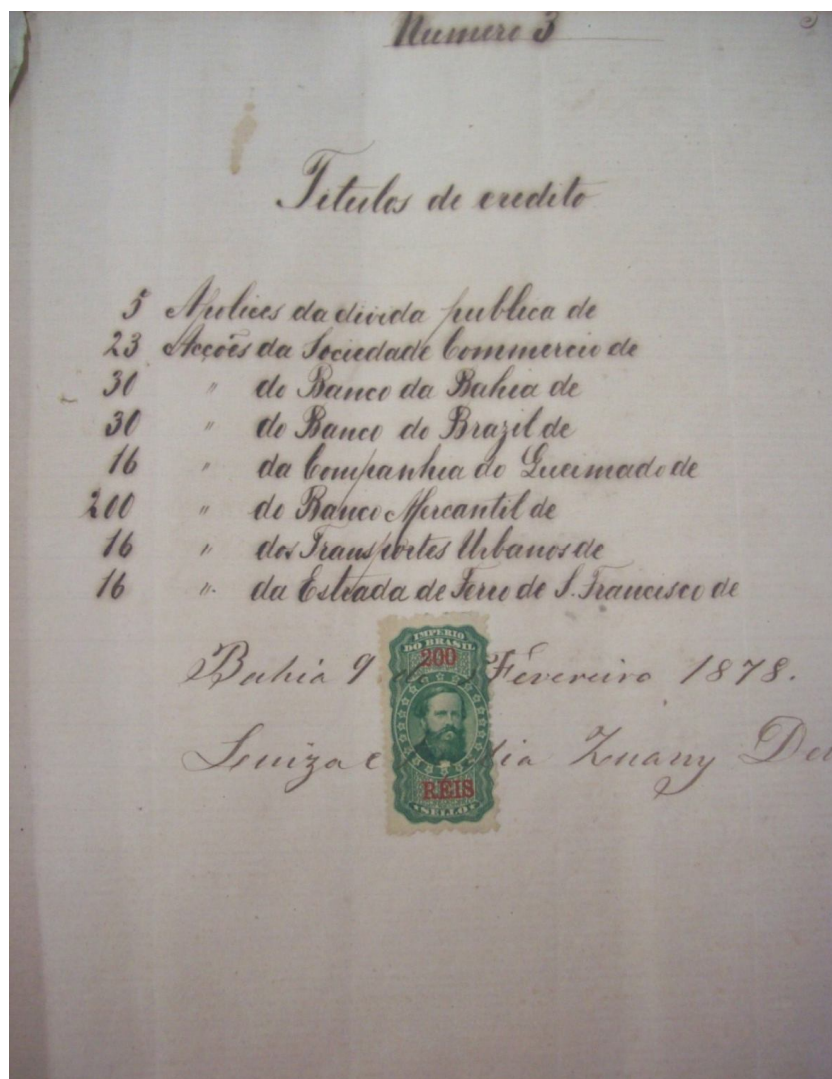 Numero 3
Titulos de credito
5 Apolices da divida publica de
23 Acções da Sociedade Commercio de
30 " do Banco da Bahia de
30 " do Banco do Brazil de
16 " da Companhia do Queimado de
200 " do Banco Mercantil de
16 " dos Transportes Urbanos de
16 " da Estrada de Ferro de S. Francisco de
IMPERIO
DO BRASIL
200
Bahia 9 Fevereiro 1878.
Luiza Zuany
RÉIS
SELLO